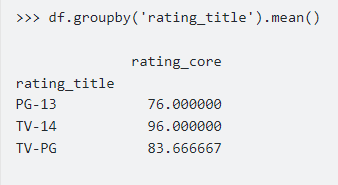 >>> df.groupby('rating_title').mean()
rating_core
rating_title
PG-13 76.000000
TV-14 96.000000
TV-PG 83.666667